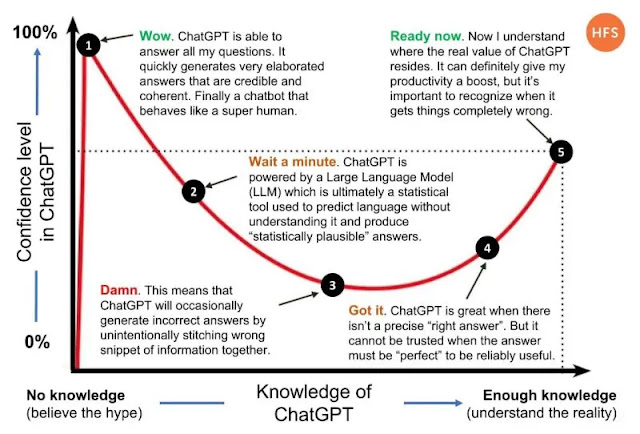 100%
Confidence level
in ChatGPT
0%
1
Wow. ChatGPT is able to
answer all my questions. It
quickly generates very elaborated
answers that are credible and
coherent. Finally a chatbot that
behaves like a super human.
Ready now. Now I understand
where the real value of ChatGPT
resides. It can definitely give my
productivity a boost, but it's
important to recognize when it
gets things completely wrong.
HFS
5
2
Wait a minute. ChatGPT is
powered by a Large Language Model
(LLM) which is ultimately a statistical
tool used to predict language without
understanding it and produce
"statistically plausible" answers.
4
3
Damn. This means that
ChatGPT will occasionally
generate incorrect answers by
unintentionally stitching wrong
snippet of information together.
Got it. ChatGPT is great when there
isn't a precise "right answer". But it
cannot be trusted when the answer
must be "perfect" to be reliably useful.
No knowledge
(believe the hype)
Knowledge of
ChatGPT
Enough knowledge
(understand the reality)